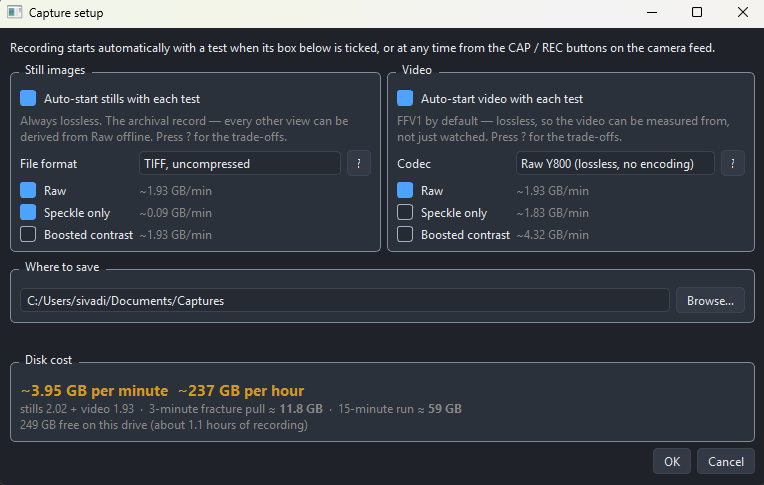 Capture setup
Recording starts automatically with a test when its box below is ticked, or at any time from the CAP / REC buttons on the camera feed.
Still images
Auto-start stills with each test
Always lossless. The archival record — every other view can be
derived from Raw offline. Press ? for the trade-offs.
File format
TIFF, uncompressed
?
Raw ~1.93 GB/min
Speckle only ~0.09 GB/min
Boosted contrast ~1.93 GB/min
Video
Auto-start video with each test
FFV1 by default — lossless, so the video can be measured from,
not just watched. Press ? for the trade-offs.
Codec
Raw Y800 (lossless, no encoding)
?
Raw ~1.93 GB/min
Speckle only ~1.83 GB/min
Boosted contrast ~4.32 GB/min
Where to save
C:/Users/sivadi/Documents/Captures
Browse...
Disk cost
~3.95 GB per minute ~237 GB per hour
stills 2.02 + video 1.93 · 3-minute fracture pull ≈ 11.8 GB · 15-minute run ≈ 59 GB
249 GB free on this drive (about 1.1 hours of recording)
OK
Cancel